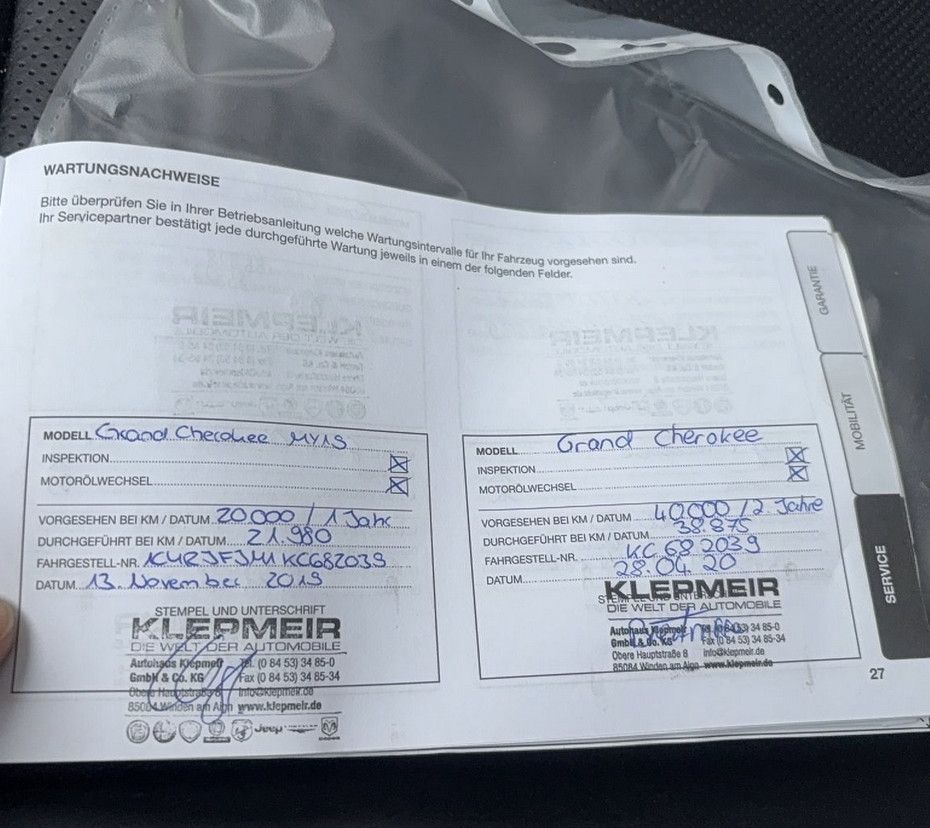 WARTUNGSNACHWEISE
Bitte überprüfen Sie in Ihrer Betriebsanleitung welche Wartungsintervalle für Ihr Fahrzeug vorgesehen sind.
Ihr Servicepartner bestätigt jede durchgeführte Wartung jeweils in einem der folgenden Felder.
MODELL Grand Cherokee MY19
INSPEKTION
MOTORÖLWECHSEL
VORGESEHEN BEI KM / DATUM 20.000 / 1 Jahr
DURCHGEFÜHRT BEI KM / DATUM 21.980
FAHRGESTELL-NR. 1C4RJFJM1KC682039
DATUM 13. November 2019
STEMPEL UND UNTERSCHRIFT
KLEPMEIR
DIE WELT DER AUTOMOBILE
Autohaus Klepmeir Tel. (0 84 53) 34 85-0
GmbH & Co. KG Fax (0 84 53) 34 85-34
Obere Hauptstraße 8 info@klepmeir.de
85084 Winden am Aign www.klepmeir.de
Jeep
MODELL Grand Cherokee
INSPEKTION
MOTORÖLWECHSEL
VORGESEHEN BEI KM / DATUM 40.000 / 2 Jahre
DURCHGEFÜHRT BEI KM / DATUM 38.875
FAHRGESTELL-NR. KC682039
DATUM 28.04.20
KLEPMEIR
DIE WELT DER AUTOMOBILE
Autohaus Klepmeir Tel. (0 84 53) 34 85-0
GmbH & Co. KG Fax (0 84 53) 34 85-34
Obere Hauptstraße 8 info@klepmeir.de
85084 Winden am Aign www.klepmeir.de
GARANTIE
MOBILITÄT
SERVICE
27